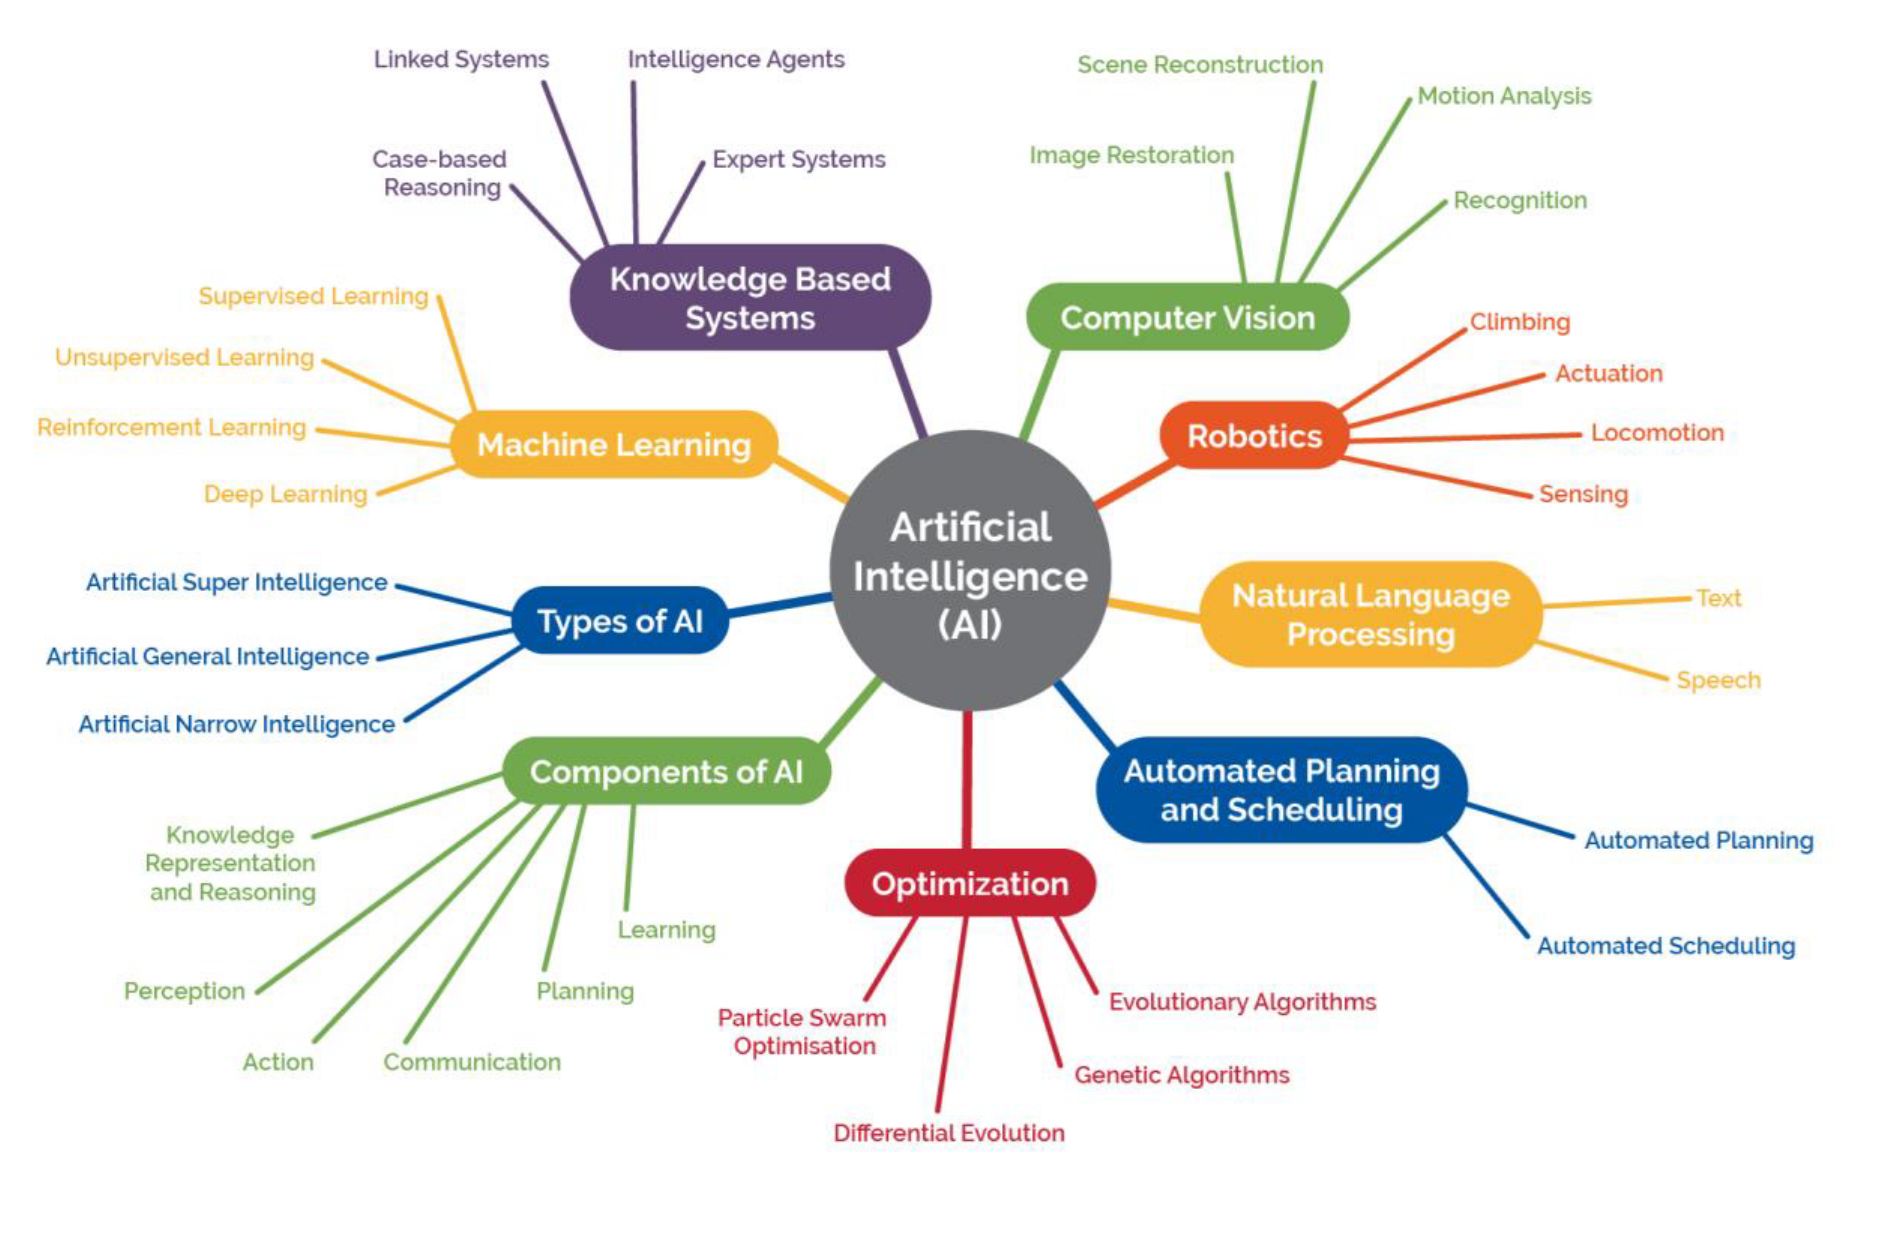 Linked Systems
Intelligence Agents
Case-based
Reasoning
Expert Systems
Knowledge Based
Systems
Scene Reconstruction
Motion Analysis
Image Restoration
Recognition
Computer Vision
Supervised Learning
Unsupervised Learning
Reinforcement Learning
Deep Learning
Machine Learning
Climbing
Actuation
Locomotion
Sensing
Robotics
Artificial
Intelligence
(AI)
Artificial Super Intelligence
Artificial General Intelligence
Artificial Narrow Intelligence
Types of AI
Natural Language
Processing
Text
Speech
Components of AI
Knowledge
Representation
and Reasoning
Perception
Action
Communication
Planning
Learning
Optimization
Particle Swarm
Optimisation
Differential Evolution
Genetic Algorithms
Evolutionary Algorithms
Automated Planning
and Scheduling
Automated Planning
Automated Scheduling